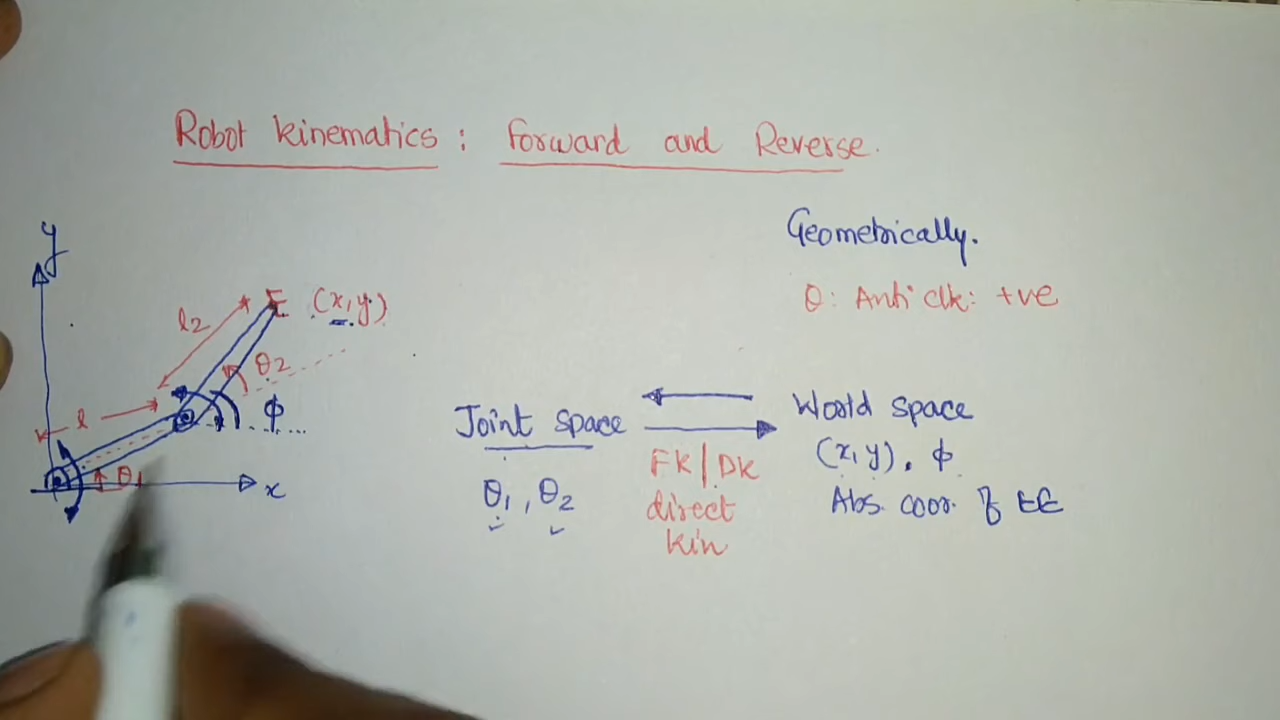 Robot kinematics : Forward and Reverse.
Geometrically.
θ: Anti clk: +ve
y
E (x,y)
l2
θ2
l
ϕ
θ1
x
Joint space
θ1, θ2
FK | DK
direct
kin
World space
(x, y), ϕ
Abs. coor. of EE